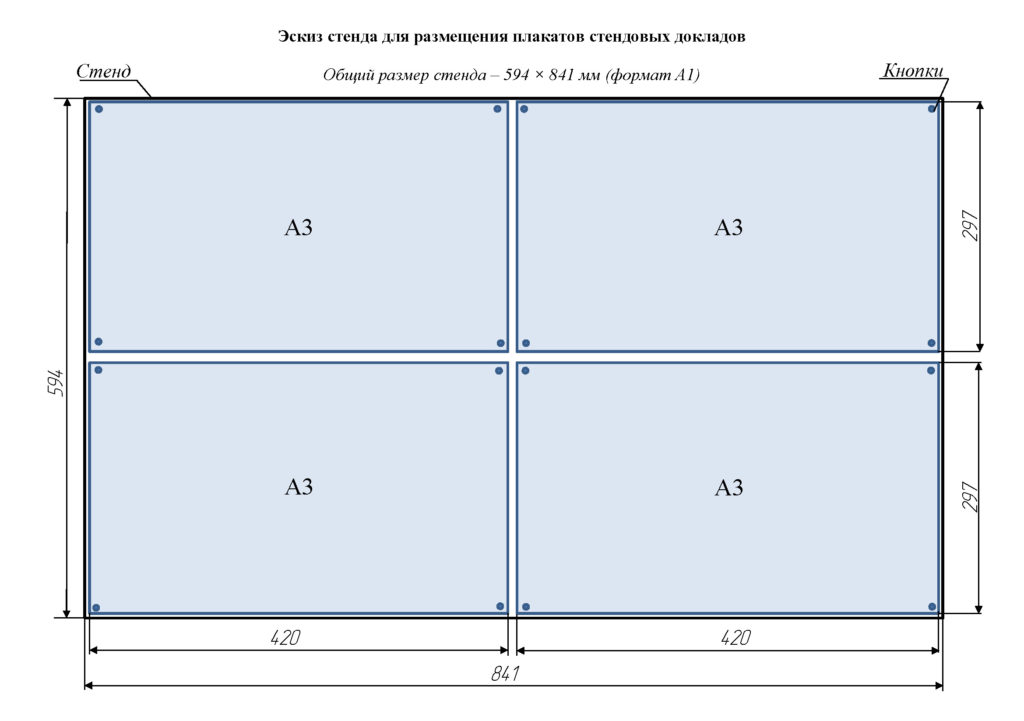 Эскиз стенда для размещения плакатов стендовых докладов
Стенд
Общий размер стенда – 594 × 841 мм (формат А1)
Кнопки
А3
А3
297
594
А3
А3
297
420
420
841